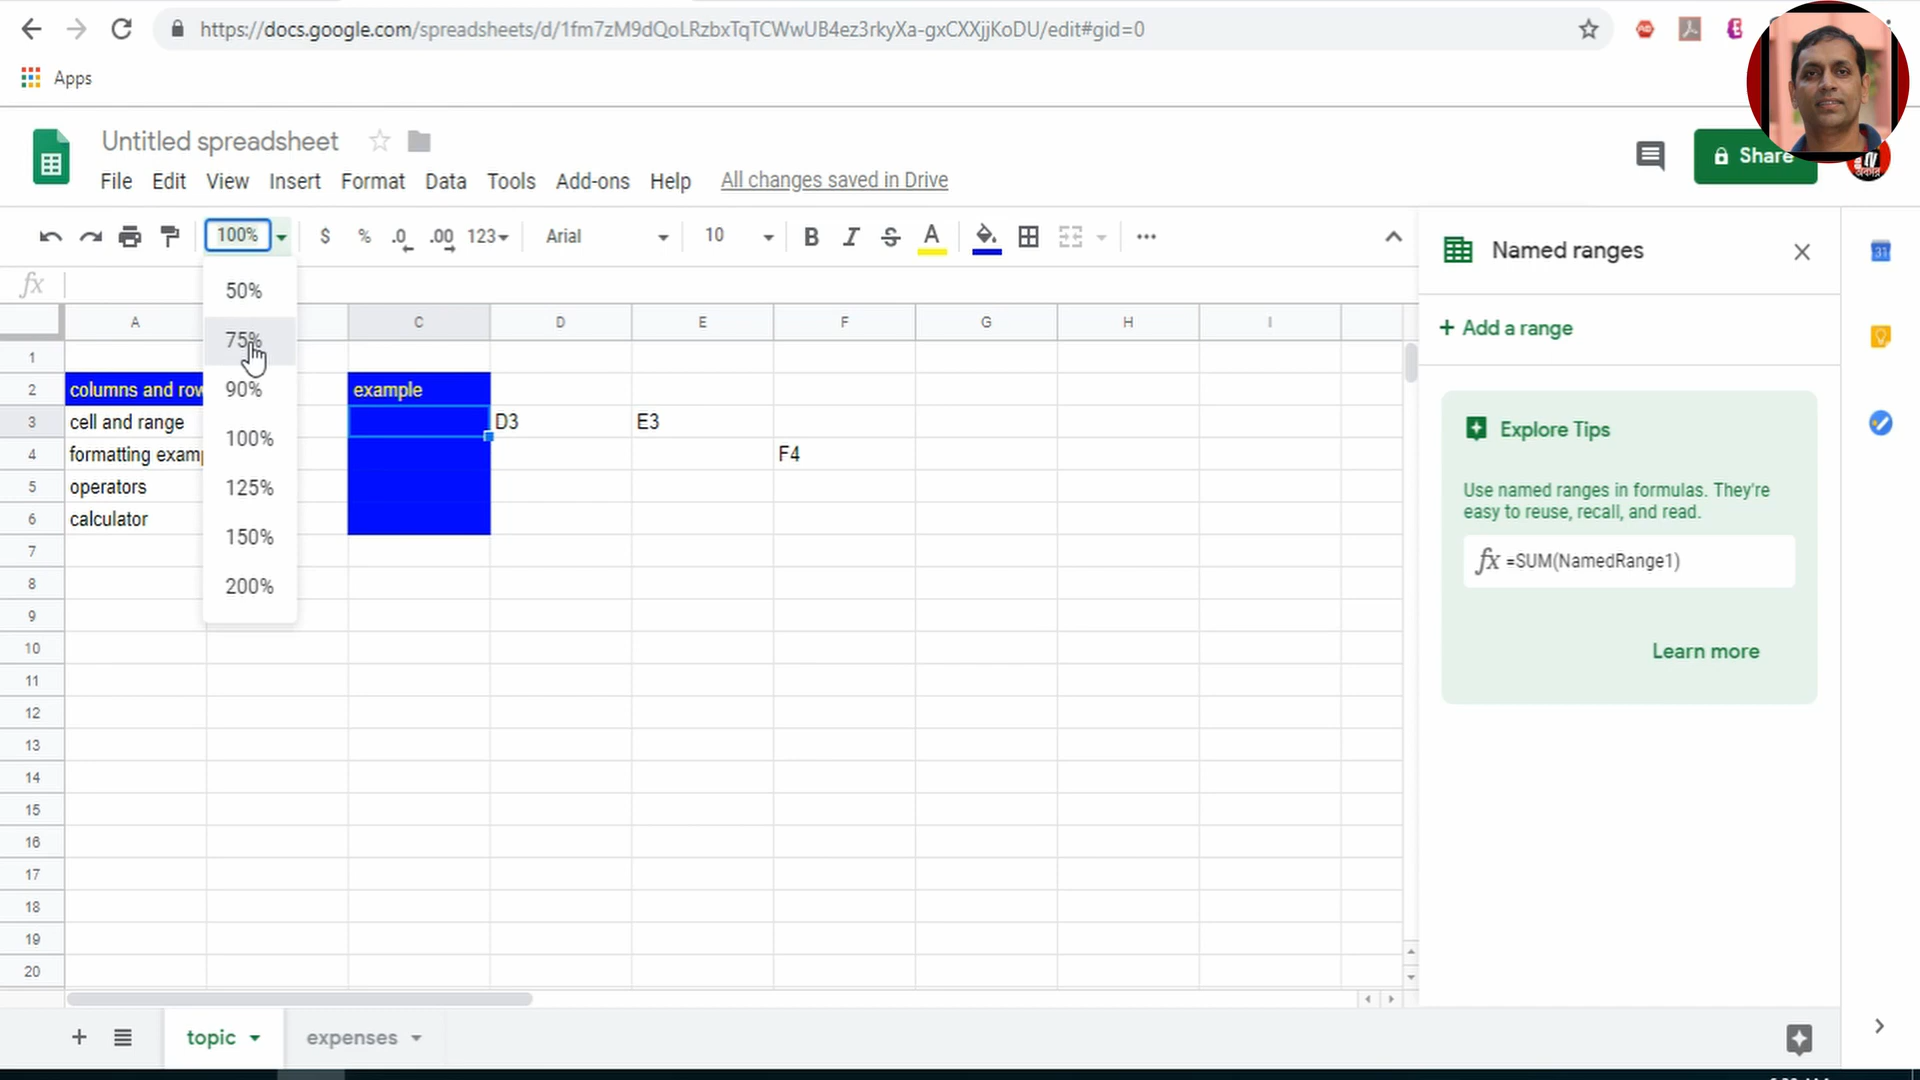 https://docs.google.com/spreadsheets/d/1fm7zM9dQoLRzbxTqTCWwUB4ez3rkyXa-gxCXXjjKoDU/edit#gid=0
Apps
Untitled spreadsheet
Share
File Edit View Insert Format Data Tools Add-ons Help All changes saved in Drive
100% $ % .0 .00 123 Arial 10 B I S A
Named ranges
31
fx
50%
75%
90%
100%
125%
150%
200%
A C D E F G H I
+ Add a range
1
2 columns and row example
3 cell and range D3 E3
4 formatting examp F4
5 operators
6 calculator
7
8
9
10
11
12
13
14
15
16
17
18
19
20
Explore Tips
Use named ranges in formulas. They're
easy to reuse, recall, and read.
fx =SUM(NamedRange1)
Learn more
+ topic expenses